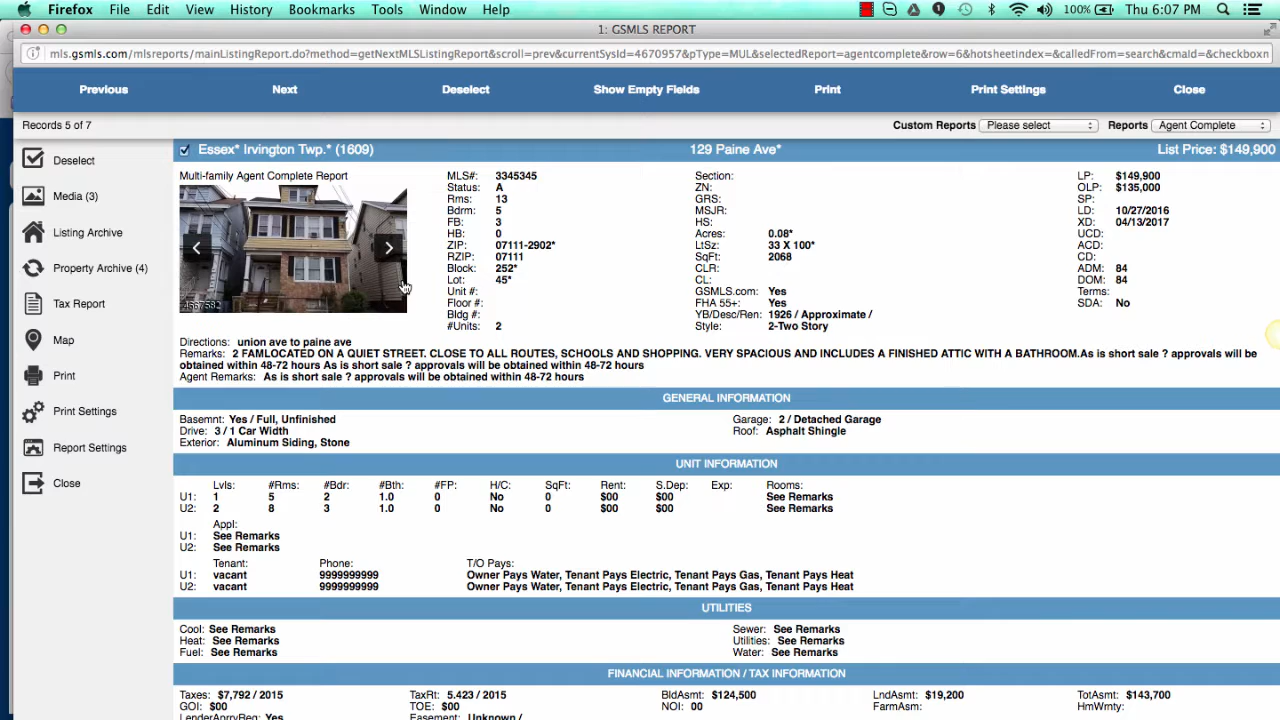 Firefox File Edit View History Bookmarks Tools Window Help 100% Thu 6:07 PM
1: GSMLS REPORT
mls.gsmls.com/mlsreports/mainListingReport.do?method=getNextMLSListingReport&scroll=prev&currentSysId=4670957&pType=MUL&selectedReport=agentcomplete&row=6&hotsheetindex=&calledFrom=search&cmaId=&checkboxn
Previous Next Deselect Show Empty Fields Print Print Settings Close
Records 5 of 7 Custom Reports Please select Reports Agent Complete
Essex* Irvington Twp.* (1609) 129 Paine Ave* List Price: $149,900
Deselect
Media (3)
Listing Archive
Property Archive (4)
Tax Report
Map
Print
Print Settings
Report Settings
Close
Multi-family Agent Complete Report
MLS#: 3345345 Section: LP: $149,900
Status: A ZN: OLP: $135,000
Rms: 13 GRS: SP:
Bdrm: 5 MSJR: LD: 10/27/2016
FB: 3 HS: XD: 04/13/2017
HB: 0 Acres: 0.08* UCD:
ZIP: 07111-2902* LtSz: 33 X 100* ACD:
RZIP: 07111 SqFt: 2068 CD:
Block: 252* CLR: ADM: 84
Lot: 45* CL: DOM: 84
Unit #: GSMLS.com: Yes Terms:
Floor #: FHA 55+: Yes SDA: No
Bldg #: YB/Desc/Ren: 1926 / Approximate /
#Units: 2 Style: 2-Two Story
Directions: union ave to paine ave
Remarks: 2 FAMLOCATED ON A QUIET STREET. CLOSE TO ALL ROUTES, SCHOOLS AND SHOPPING. VERY SPACIOUS AND INCLUDES A FINISHED ATTIC WITH A BATHROOM.As is short sale ? approvals will be
obtained within 48-72 hours As is short sale ? approvals will be obtained within 48-72 hours
Agent Remarks: As is short sale ? approvals will be obtained within 48-72 hours
GENERAL INFORMATION
Basemnt: Yes / Full, Unfinished Garage: 2 / Detached Garage
Drive: 3 / 1 Car Width Roof: Asphalt Shingle
Exterior: Aluminum Siding, Stone
UNIT INFORMATION
Lvls: #Rms: #Bdr: #Bth: #FP: H/C: SqFt: Rent: S.Dep: Exp: Rooms:
U1: 1 5 2 1.0 0 No 0 $00 $00 See Remarks
U2: 2 8 3 1.0 0 No 0 $00 $00 See Remarks
Appl:
U1: See Remarks
U2: See Remarks
Tenant: Phone: T/O Pays:
U1: vacant 9999999999 Owner Pays Water, Tenant Pays Electric, Tenant Pays Gas, Tenant Pays Heat
U2: vacant 9999999999 Owner Pays Water, Tenant Pays Electric, Tenant Pays Gas, Tenant Pays Heat
UTILITIES
Cool: See Remarks Sewer: See Remarks
Heat: See Remarks Utilities: See Remarks
Fuel: See Remarks Water: See Remarks
FINANCIAL INFORMATION / TAX INFORMATION
Taxes: $7,792 / 2015 TaxRt: 5.423 / 2015 BldAsmt: $124,500 LndAsmt: $19,200 TotAsmt: $143,700
GOI: $00 TOE: $00 NOI: 00 FarmAsm: HmWrnty:
LenderApprvReq: Yes Easement: Unknown /